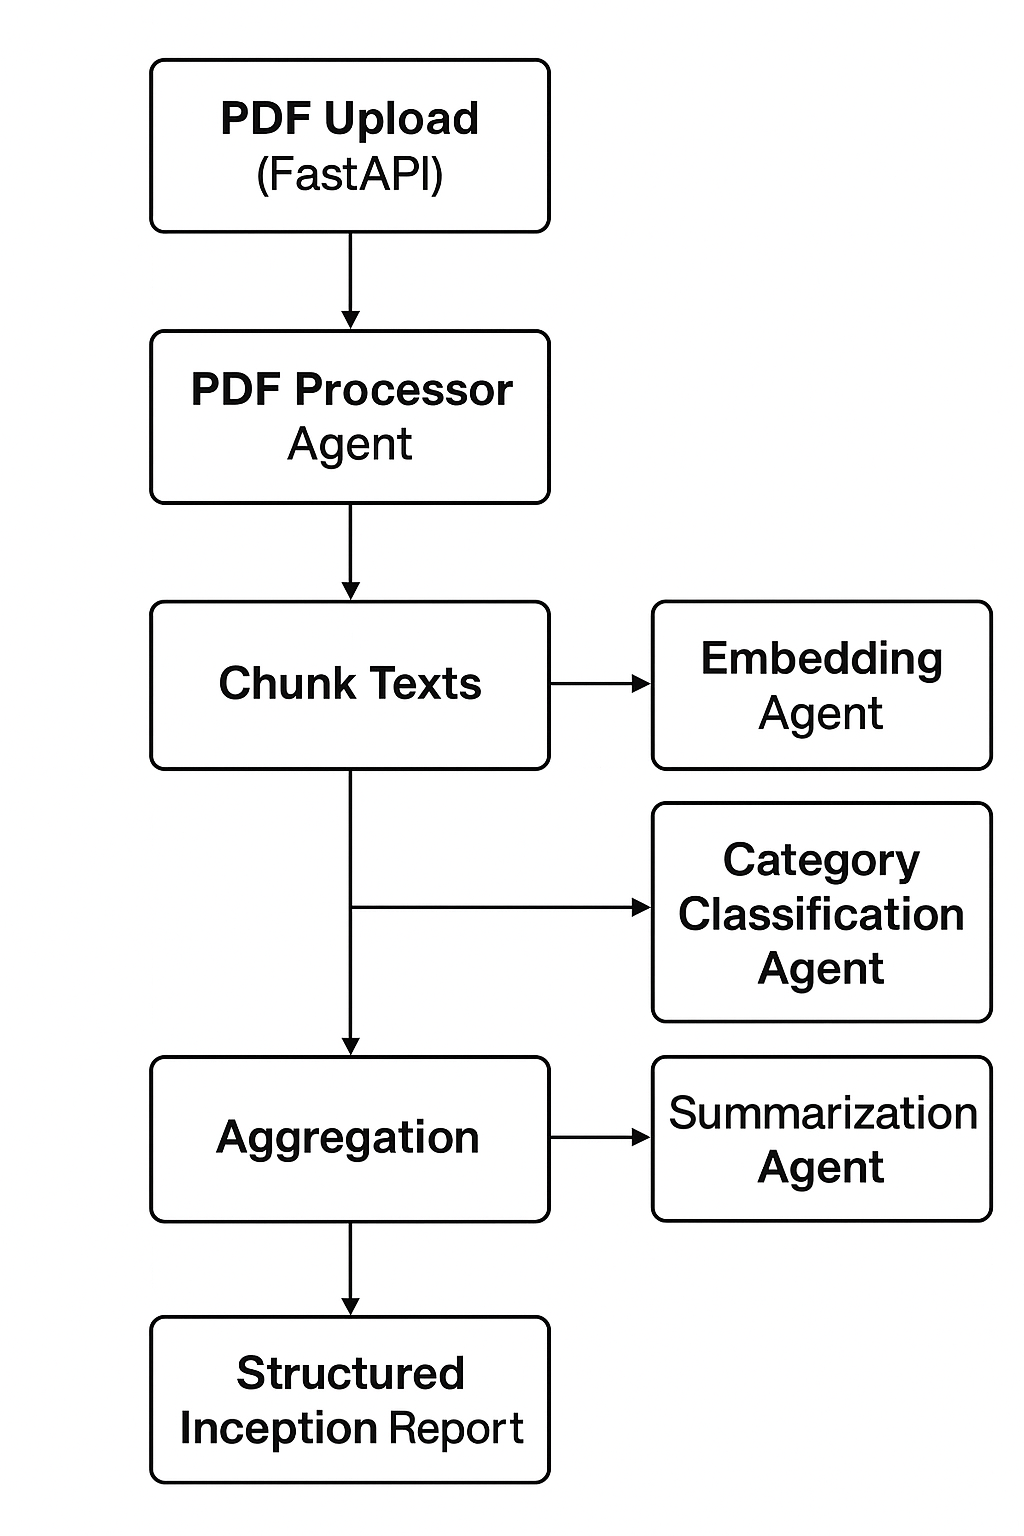 PDF Upload
(FastAPI)
PDF Processor
Agent
Chunk Texts
Embedding
Agent
Category
Classification
Agent
Aggregation
Summarization
Agent
Structured
Inception Report